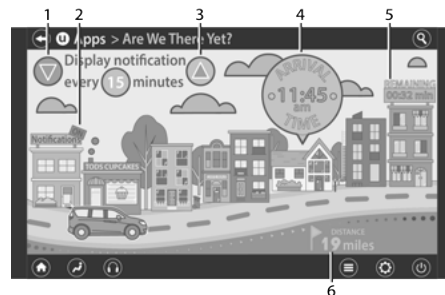 1 2 3 4 5
U Apps > Are We There Yet?
Display notification
every 15 minutes
ARRIVAL
11:45
am
TIME
REMAINING
00:32 min
Notification
ON
TODS CUPCAKES
DISTANCE
19 miles
6